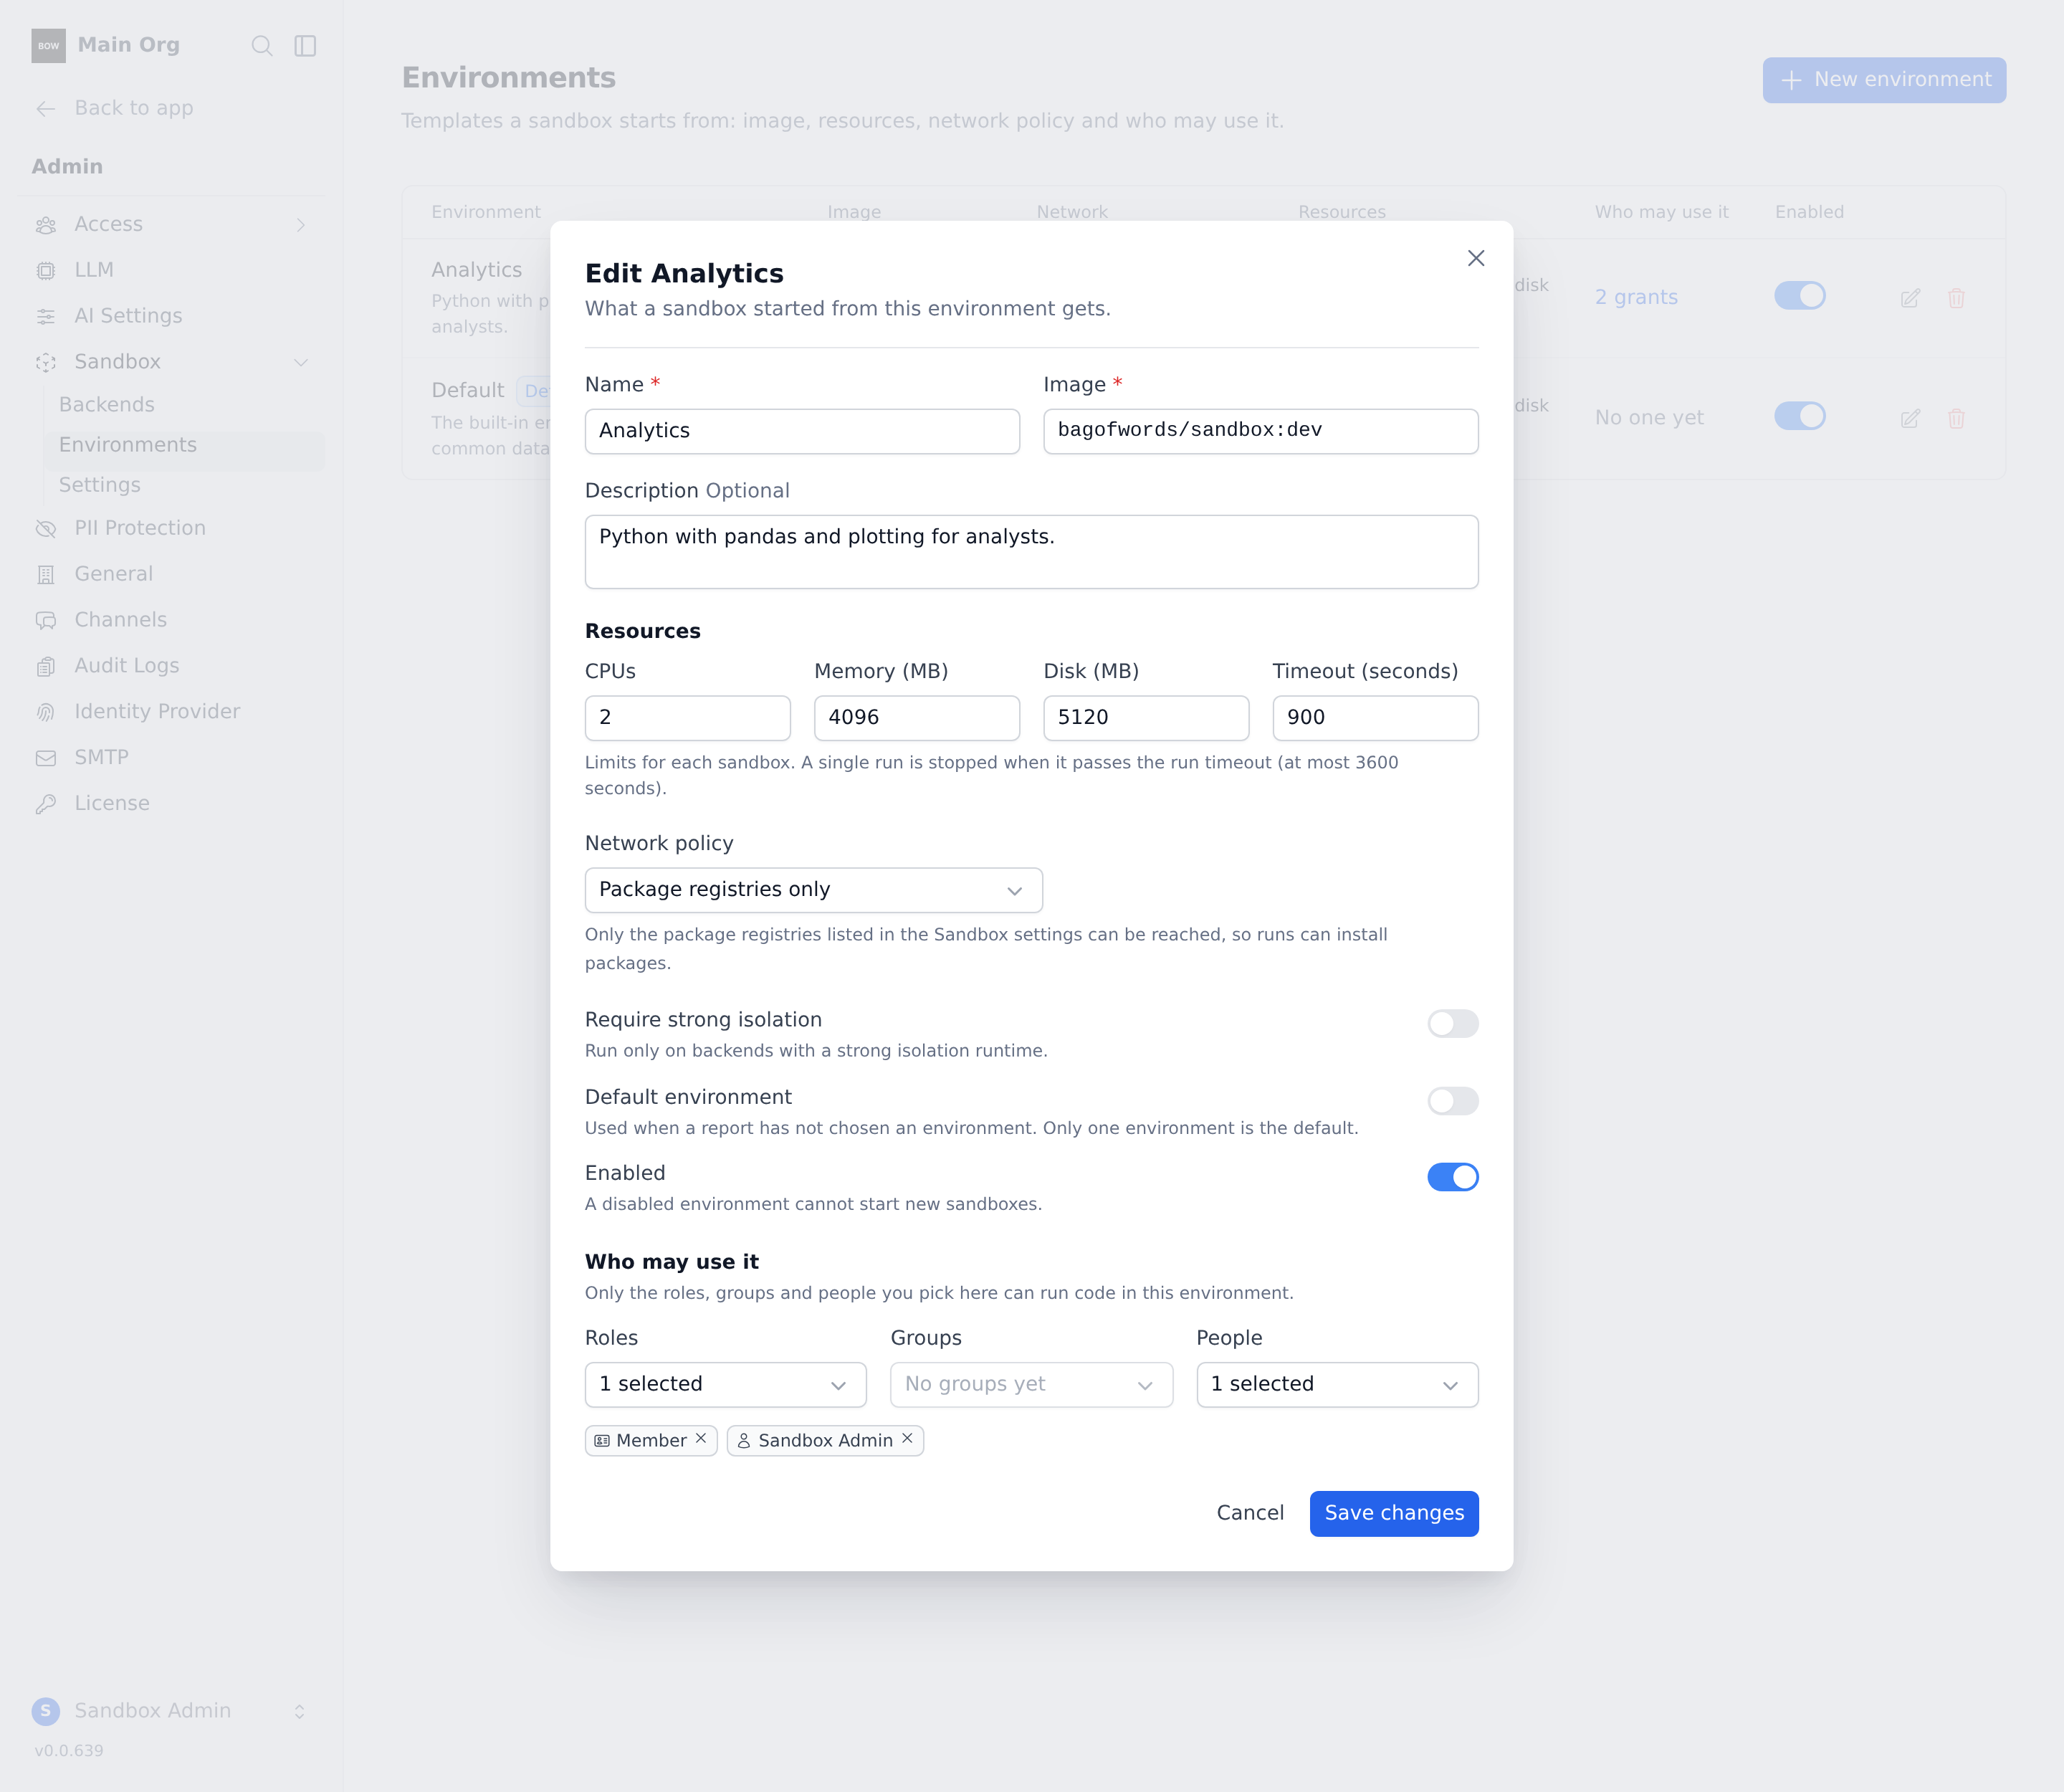 BOW
Main Org
Back to app
Admin
Access
LLM
AI Settings
Sandbox
Backends
Environments
Settings
PII Protection
General
Channels
Audit Logs
Identity Provider
SMTP
License
S
Sandbox Admin
v0.0.639
Environments
Templates a sandbox starts from: image, resources, network policy and who may use it.
New environment
Environment Image Network Resources Who may use it Enabled
Analytics
Python with
analysts.
disk
2 grants
Default
The built-in
common data
disk
No one yet
Edit Analytics
What a sandbox started from this environment gets.
Name *
Analytics
Image *
bagofwords/sandbox:dev
Description Optional
Python with pandas and plotting for analysts.
Resources
CPUs Memory (MB) Disk (MB) Timeout (seconds)
2 4096 5120 900
Limits for each sandbox. A single run is stopped when it passes the run timeout (at most 3600
seconds).
Network policy
Package registries only
Only the package registries listed in the Sandbox settings can be reached, so runs can install
packages.
Require strong isolation
Run only on backends with a strong isolation runtime.
Default environment
Used when a report has not chosen an environment. Only one environment is the default.
Enabled
A disabled environment cannot start new sandboxes.
Who may use it
Only the roles, groups and people you pick here can run code in this environment.
Roles Groups People
1 selected No groups yet 1 selected
Member Sandbox Admin
Cancel Save changes